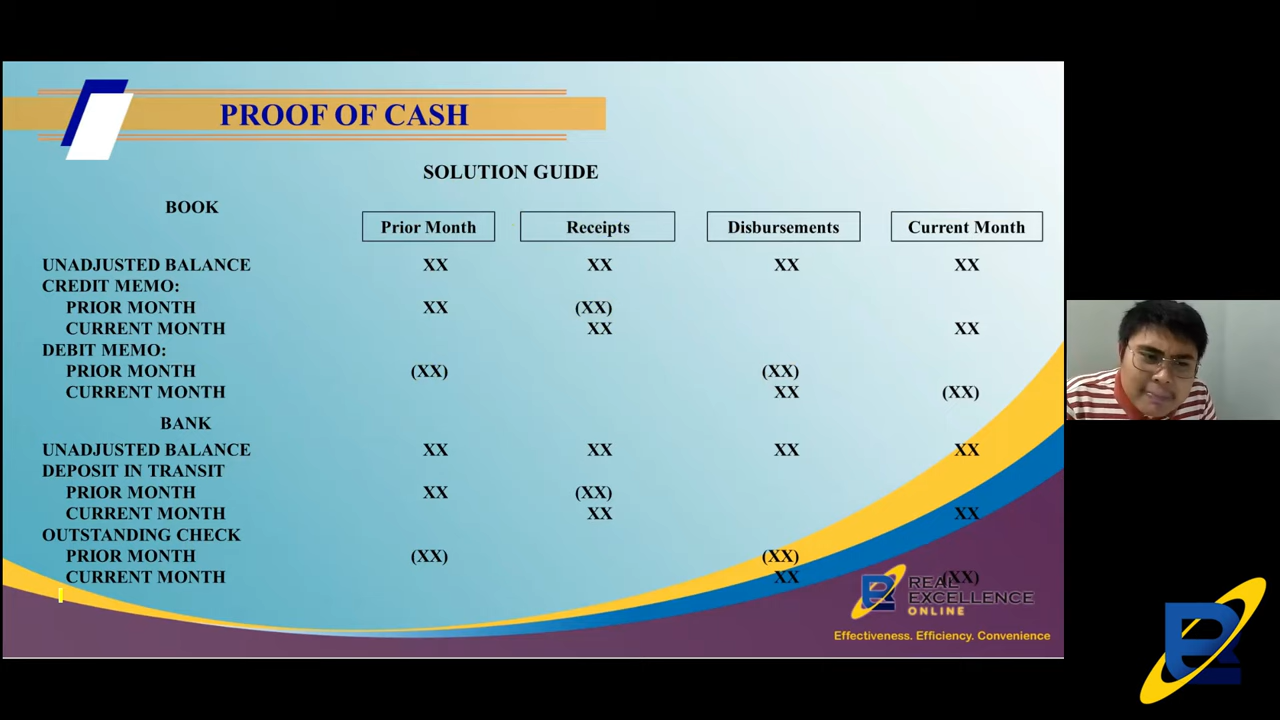 PROOF OF CASH
SOLUTION GUIDE
BOOK
Prior Month Receipts Disbursements Current Month
UNADJUSTED BALANCE XX XX XX XX
CREDIT MEMO:
PRIOR MONTH XX (XX)
CURRENT MONTH XX XX
DEBIT MEMO:
PRIOR MONTH (XX) (XX)
CURRENT MONTH XX (XX)
BANK
UNADJUSTED BALANCE XX XX XX XX
DEPOSIT IN TRANSIT
PRIOR MONTH XX (XX)
CURRENT MONTH XX XX
OUTSTANDING CHECK
PRIOR MONTH (XX) (XX)
CURRENT MONTH XX (XX)
REAL
EXCELLENCE
ONLINE
Effectiveness. Efficiency. Convenience